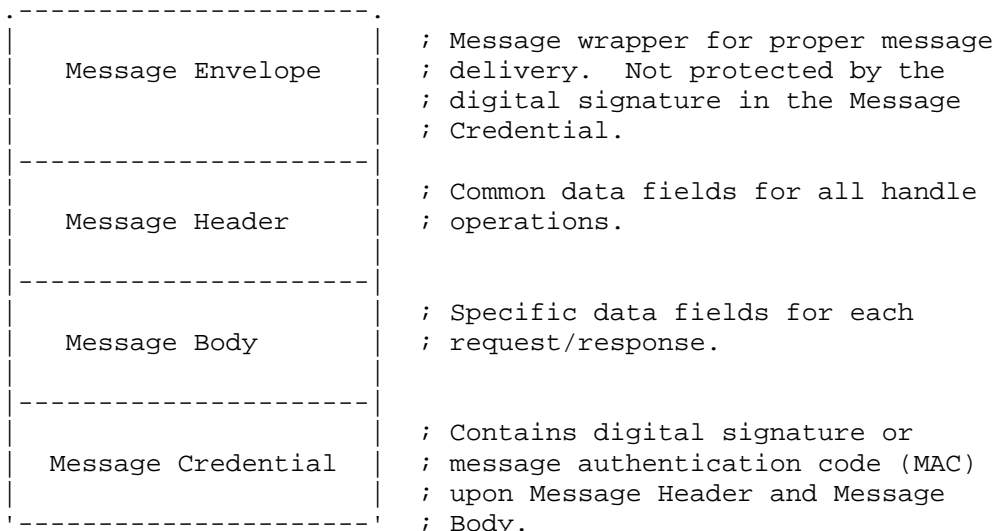 .----------------------.
|                      |  ; Message wrapper for proper message
|   Message Envelope   |  ; delivery.  Not protected by the
|                      |  ; digital signature in the Message
|                      |  ; Credential.
|----------------------|
|                      |  ; Common data fields for all handle
|   Message Header     |  ; operations.
|                      |
|----------------------|
|                      |  ; Specific data fields for each
|   Message Body       |  ; request/response.
|                      |
|----------------------|
|                      |  ; Contains digital signature or
|  Message Credential  |  ; message authentication code (MAC)
|                      |  ; upon Message Header and Message
'----------------------'  ; Body.